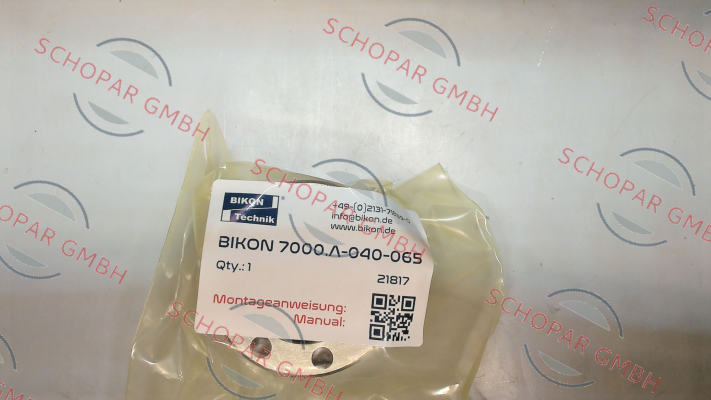 BIKON
Technik
®
info@bikon.de
www.bikon.de
BIKON 7000.A-040-065
Qty.: 1
21817
Montageanweisung:
Manual:
SCHOPAR GMBH
SCHOPAR GMBH
SCHOPAR GMBH
SCHOPAR GMBH
SCHOPAR GMBH
SCHOPAR GMBH
SCHOPAR GMBH